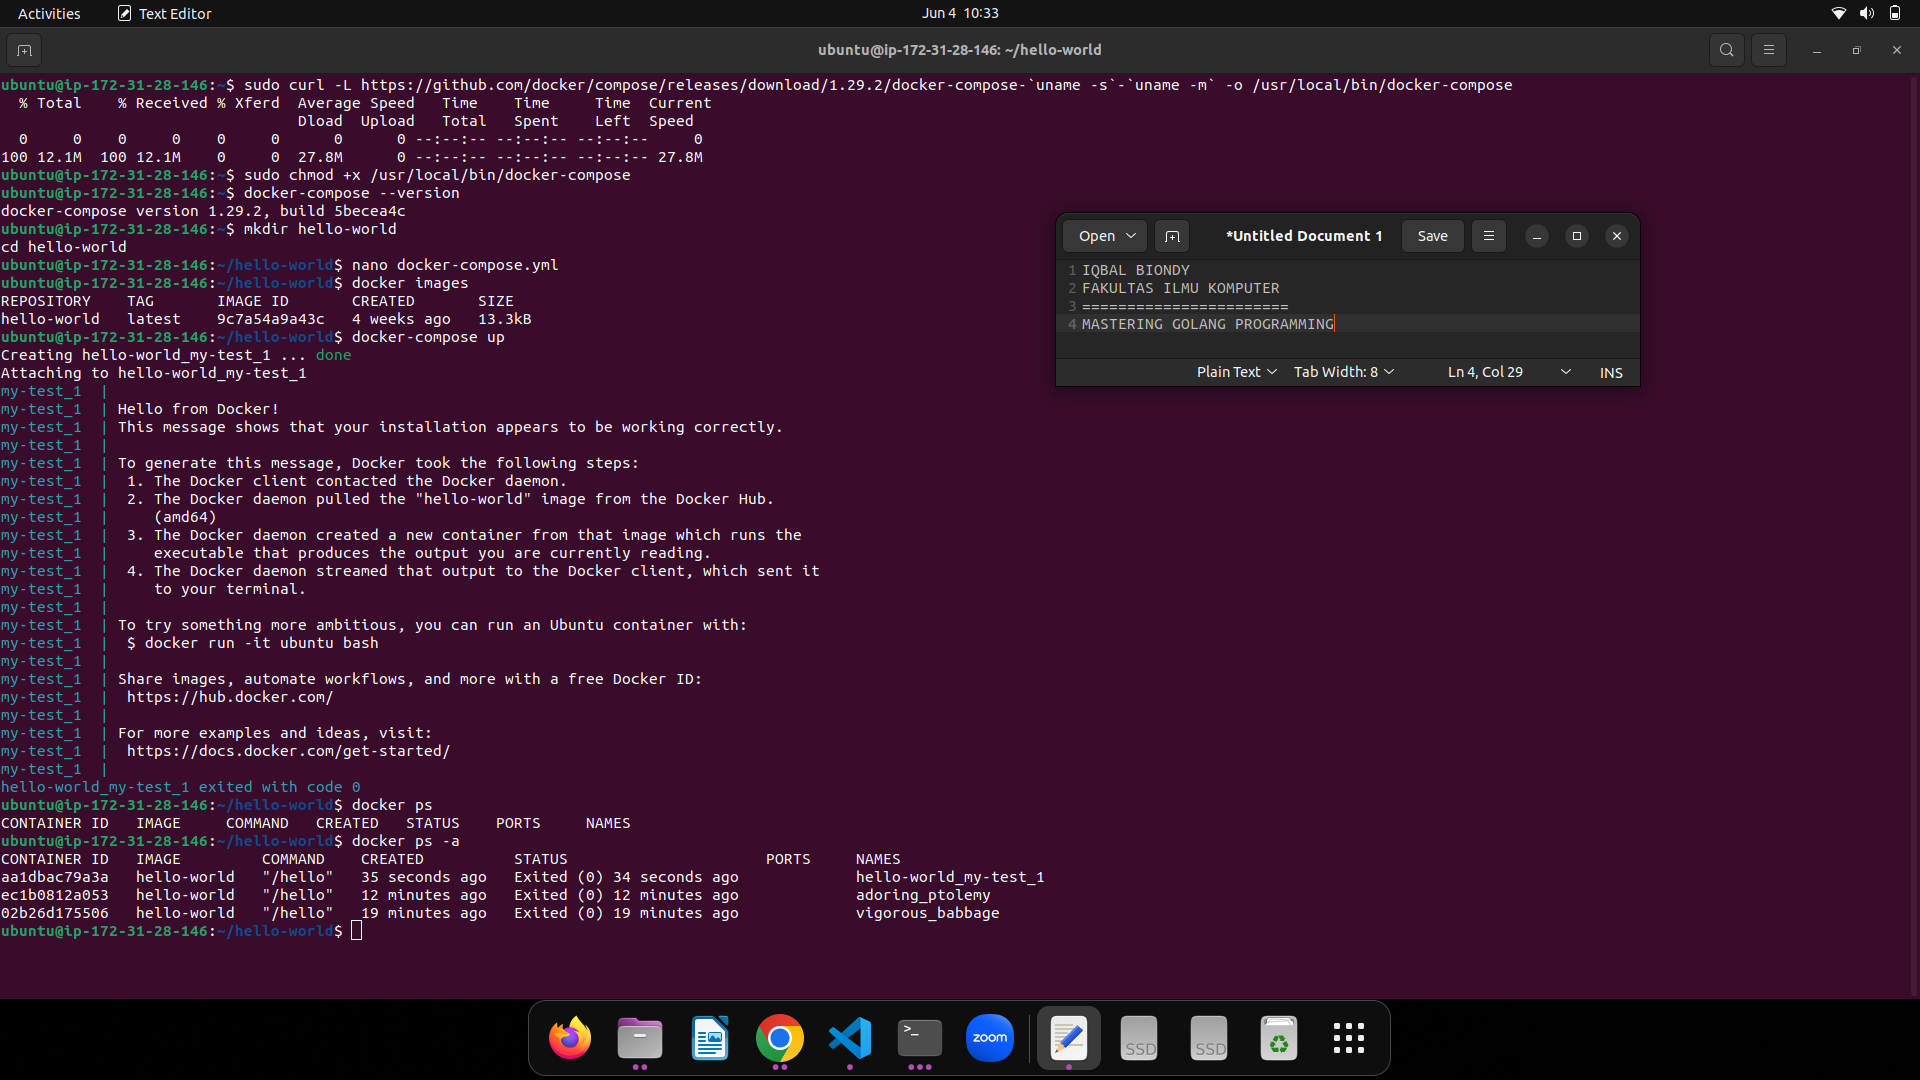 Activities Text Editor Jun 4 10:33
ubuntu@ip-172-31-28-146: ~/hello-world
ubuntu@ip-172-31-28-146:~$ sudo curl -L https://github.com/docker/compose/releases/download/1.29.2/docker-compose-`uname -s`-`uname -m` -o /usr/local/bin/docker-compose
% Total % Received % Xferd Average Speed Time Time Time Current
Dload Upload Total Spent Left Speed
0 0 0 0 0 0 0 0 --:--:-- --:--:-- --:--:-- 0
100 12.1M 100 12.1M 0 0 27.8M 0 --:--:-- --:--:-- --:--:-- 27.8M
ubuntu@ip-172-31-28-146:~$ sudo chmod +x /usr/local/bin/docker-compose
ubuntu@ip-172-31-28-146:~$ docker-compose --version
docker-compose version 1.29.2, build 5becea4c
ubuntu@ip-172-31-28-146:~$ mkdir hello-world
cd hello-world
ubuntu@ip-172-31-28-146:~/hello-world$ nano docker-compose.yml
ubuntu@ip-172-31-28-146:~/hello-world$ docker images
REPOSITORY TAG IMAGE ID CREATED SIZE
hello-world latest 9c7a54a9a43c 4 weeks ago 13.3kB
ubuntu@ip-172-31-28-146:~/hello-world$ docker-compose up
Creating hello-world_my-test_1 ... done
Attaching to hello-world_my-test_1
my-test_1 |
my-test_1 | Hello from Docker!
my-test_1 | This message shows that your installation appears to be working correctly.
my-test_1 |
my-test_1 | To generate this message, Docker took the following steps:
my-test_1 | 1. The Docker client contacted the Docker daemon.
my-test_1 | 2. The Docker daemon pulled the "hello-world" image from the Docker Hub.
my-test_1 | (amd64)
my-test_1 | 3. The Docker daemon created a new container from that image which runs the
my-test_1 | executable that produces the output you are currently reading.
my-test_1 | 4. The Docker daemon streamed that output to the Docker client, which sent it
my-test_1 | to your terminal.
my-test_1 |
my-test_1 | To try something more ambitious, you can run an Ubuntu container with:
my-test_1 | $ docker run -it ubuntu bash
my-test_1 |
my-test_1 | Share images, automate workflows, and more with a free Docker ID:
my-test_1 | https://hub.docker.com/
my-test_1 |
my-test_1 | For more examples and ideas, visit:
my-test_1 | https://docs.docker.com/get-started/
my-test_1 |
hello-world_my-test_1 exited with code 0
ubuntu@ip-172-31-28-146:~/hello-world$ docker ps
CONTAINER ID IMAGE COMMAND CREATED STATUS PORTS NAMES
ubuntu@ip-172-31-28-146:~/hello-world$ docker ps -a
CONTAINER ID IMAGE COMMAND CREATED STATUS PORTS NAMES
aa1dbac79a3a hello-world "/hello" 35 seconds ago Exited (0) 34 seconds ago hello-world_my-test_1
ec1b0812a053 hello-world "/hello" 12 minutes ago Exited (0) 12 minutes ago adoring_ptolemy
02b26d175506 hello-world "/hello" 19 minutes ago Exited (0) 19 minutes ago vigorous_babbage
ubuntu@ip-172-31-28-146:~/hello-world$
Open *Untitled Document 1 Save
1 IQBAL BIONDY
2 FAKULTAS ILMU KOMPUTER
3 =======================
4 MASTERING GOLANG PROGRAMMING
Plain Text Tab Width: 8 Ln 4, Col 29 INS
>_ zoom SSD SSD